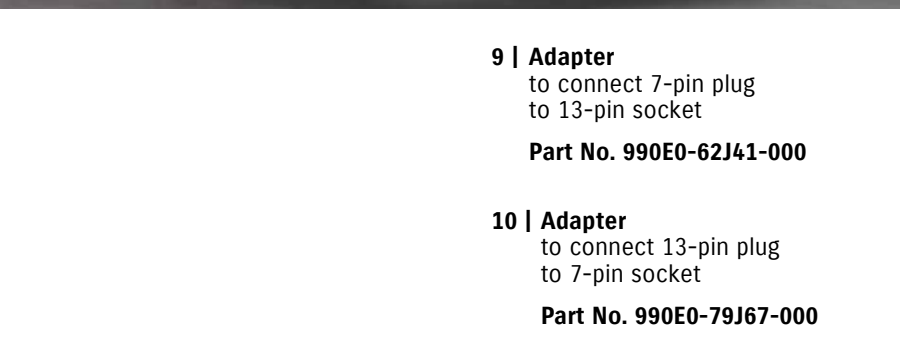 9 | Adapter
to connect 7-pin plug
to 13-pin socket
Part No. 990E0-62J41-000
10 | Adapter
to connect 13-pin plug
to 7-pin socket
Part No. 990E0-79J67-000